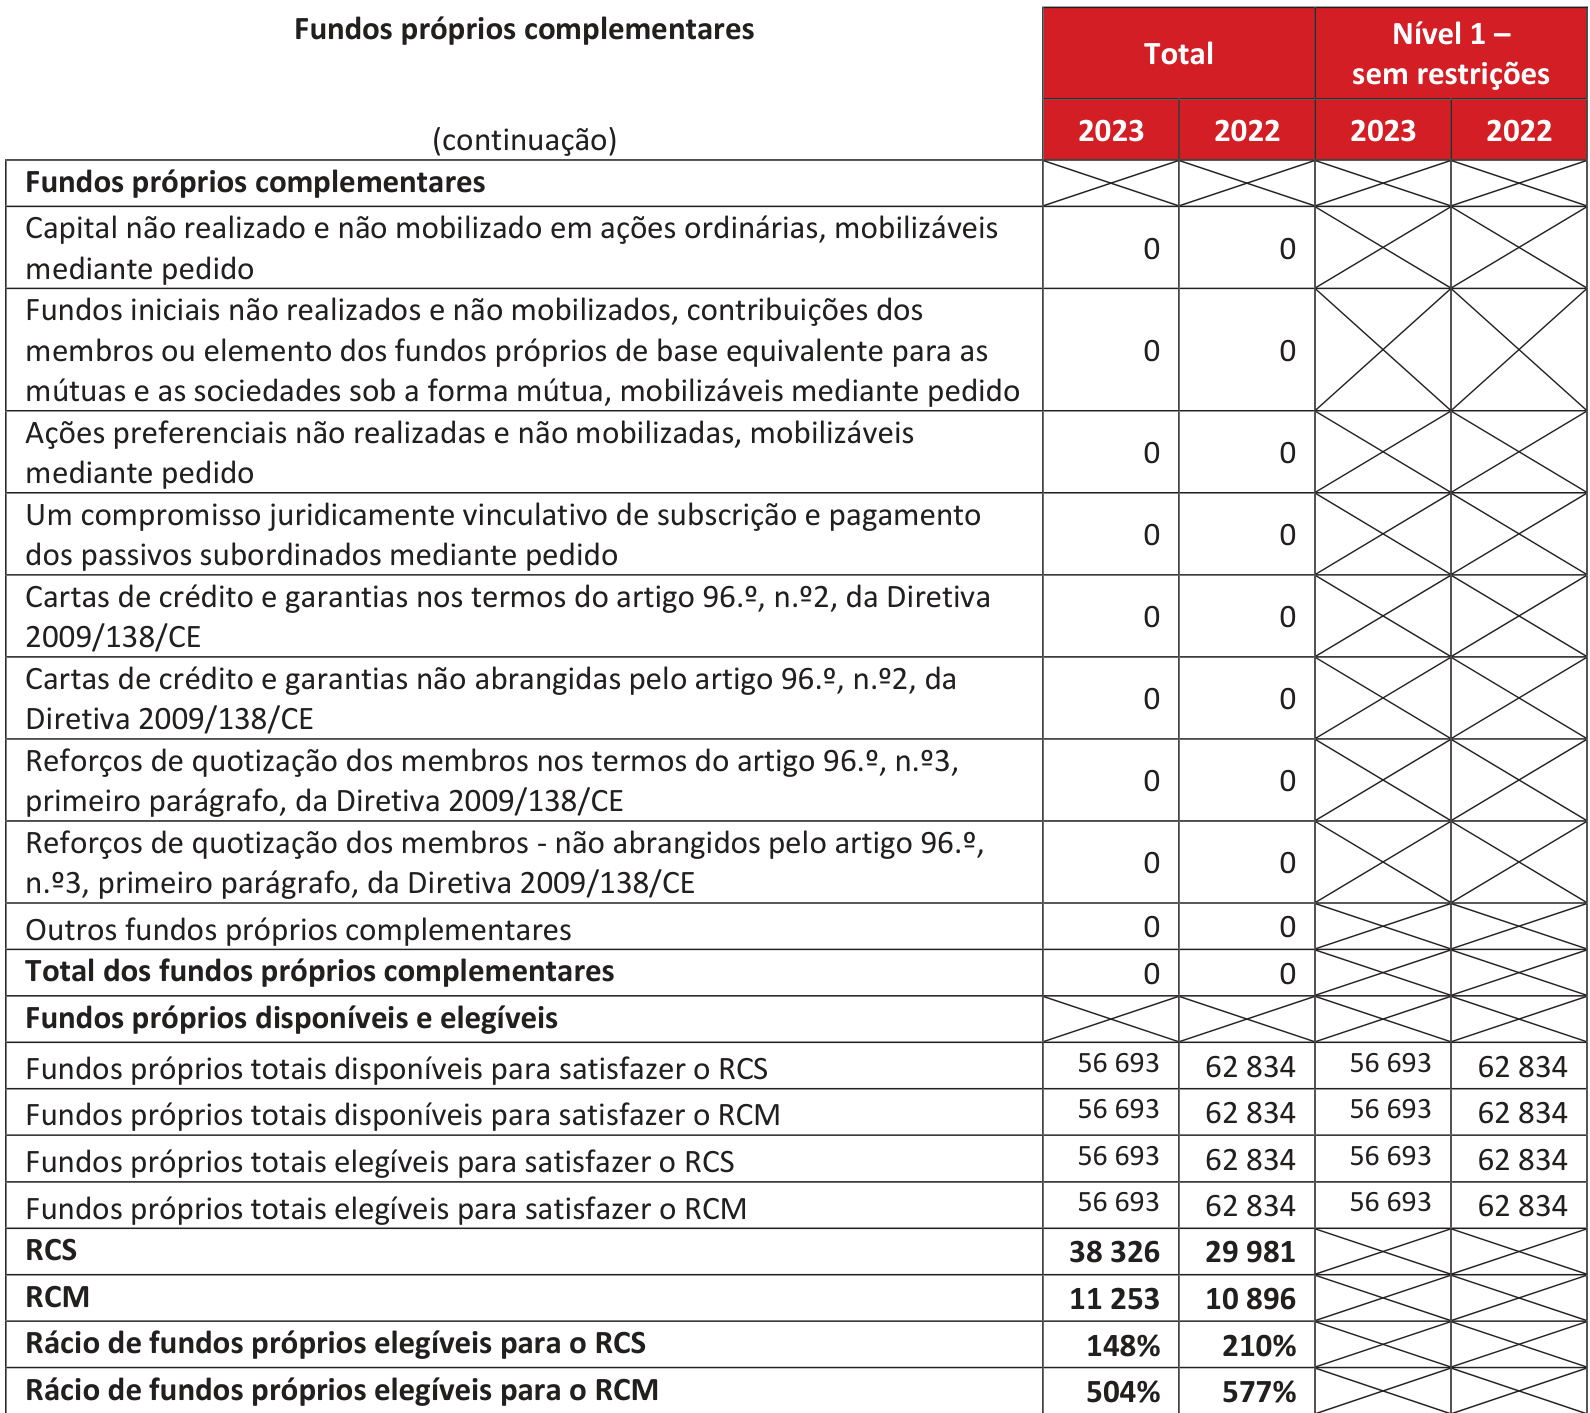 Fundos próprios complementares
(continuação)
Total
Nível 1 –
sem restrições
2023 2022 2023 2022
Fundos próprios complementares
Capital não realizado e não mobilizado em ações ordinárias, mobilizáveis
mediante pedido
0 0
Fundos iniciais não realizados e não mobilizados, contribuições dos
membros ou elemento dos fundos próprios de base equivalente para as
mútuas e as sociedades sob a forma mútua, mobilizáveis mediante pedido
0 0
Ações preferenciais não realizadas e não mobilizadas, mobilizáveis
mediante pedido
0 0
Um compromisso juridicamente vinculativo de subscrição e pagamento
dos passivos subordinados mediante pedido
0 0
Cartas de crédito e garantias nos termos do artigo 96.º, n.º2, da Diretiva
2009/138/CE
0 0
Cartas de crédito e garantias não abrangidas pelo artigo 96.º, n.º2, da
Diretiva 2009/138/CE
0 0
Reforços de quotização dos membros nos termos do artigo 96.º, n.º3,
primeiro parágrafo, da Diretiva 2009/138/CE
0 0
Reforços de quotização dos membros - não abrangidos pelo artigo 96.º,
n.º3, primeiro parágrafo, da Diretiva 2009/138/CE
0 0
Outros fundos próprios complementares 0 0
Total dos fundos próprios complementares 0 0
Fundos próprios disponíveis e elegíveis
Fundos próprios totais disponíveis para satisfazer o RCS 56 693 62 834 56 693 62 834
Fundos próprios totais disponíveis para satisfazer o RCM 56 693 62 834 56 693 62 834
Fundos próprios totais elegíveis para satisfazer o RCS 56 693 62 834 56 693 62 834
Fundos próprios totais elegíveis para satisfazer o RCM 56 693 62 834 56 693 62 834
RCS 38 326 29 981
RCM 11 253 10 896
Rácio de fundos próprios elegíveis para o RCS 148% 210%
Rácio de fundos próprios elegíveis para o RCM 504% 577%